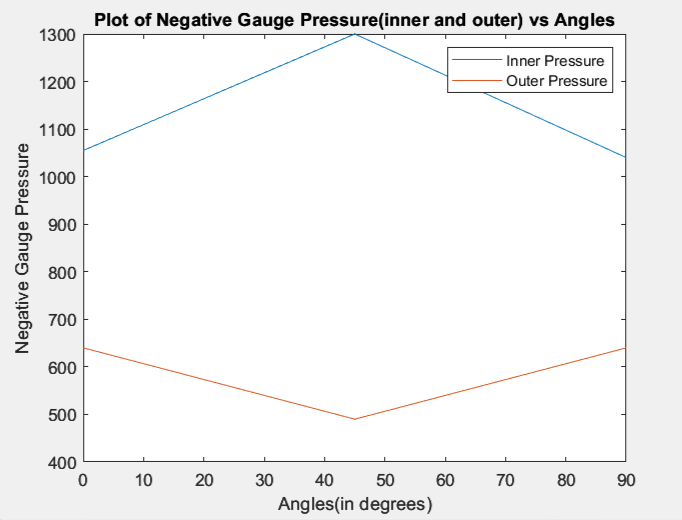 Plot of Negative Gauge Pressure(inner and outer) vs Angles
1300
1200
1100
1000
900
800
700
600
500
400
Negative Gauge Pressure
Inner Pressure
Outer Pressure
0 10 20 30 40 50 60 70 80 90
Angles(in degrees)